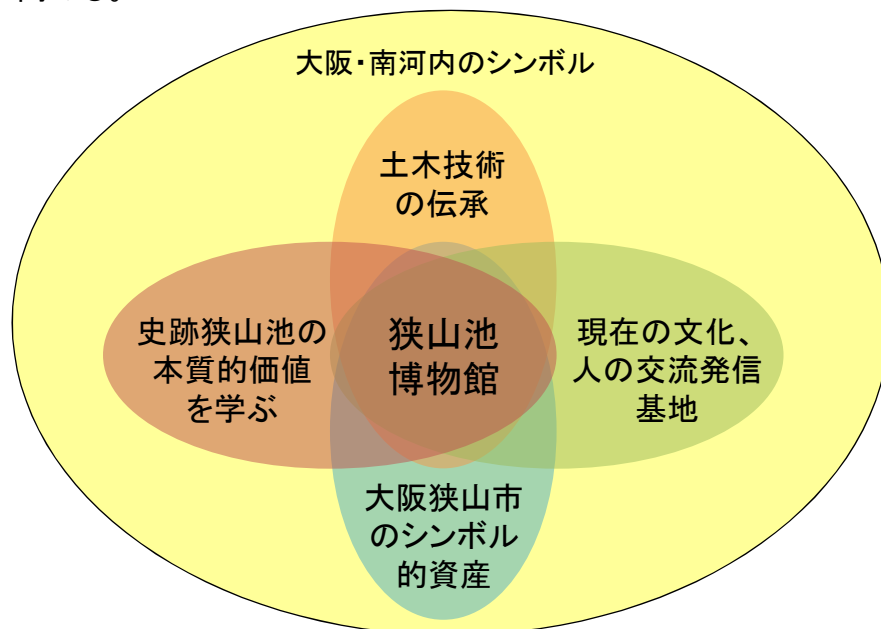 大阪・南河内のシンボル
土木技術
の伝承
史跡狭山池の
本質的価値
を学ぶ
狭山池
博物館
現在の文化、
人の交流発信
基地
大阪狭山市
のシンボル
的資産